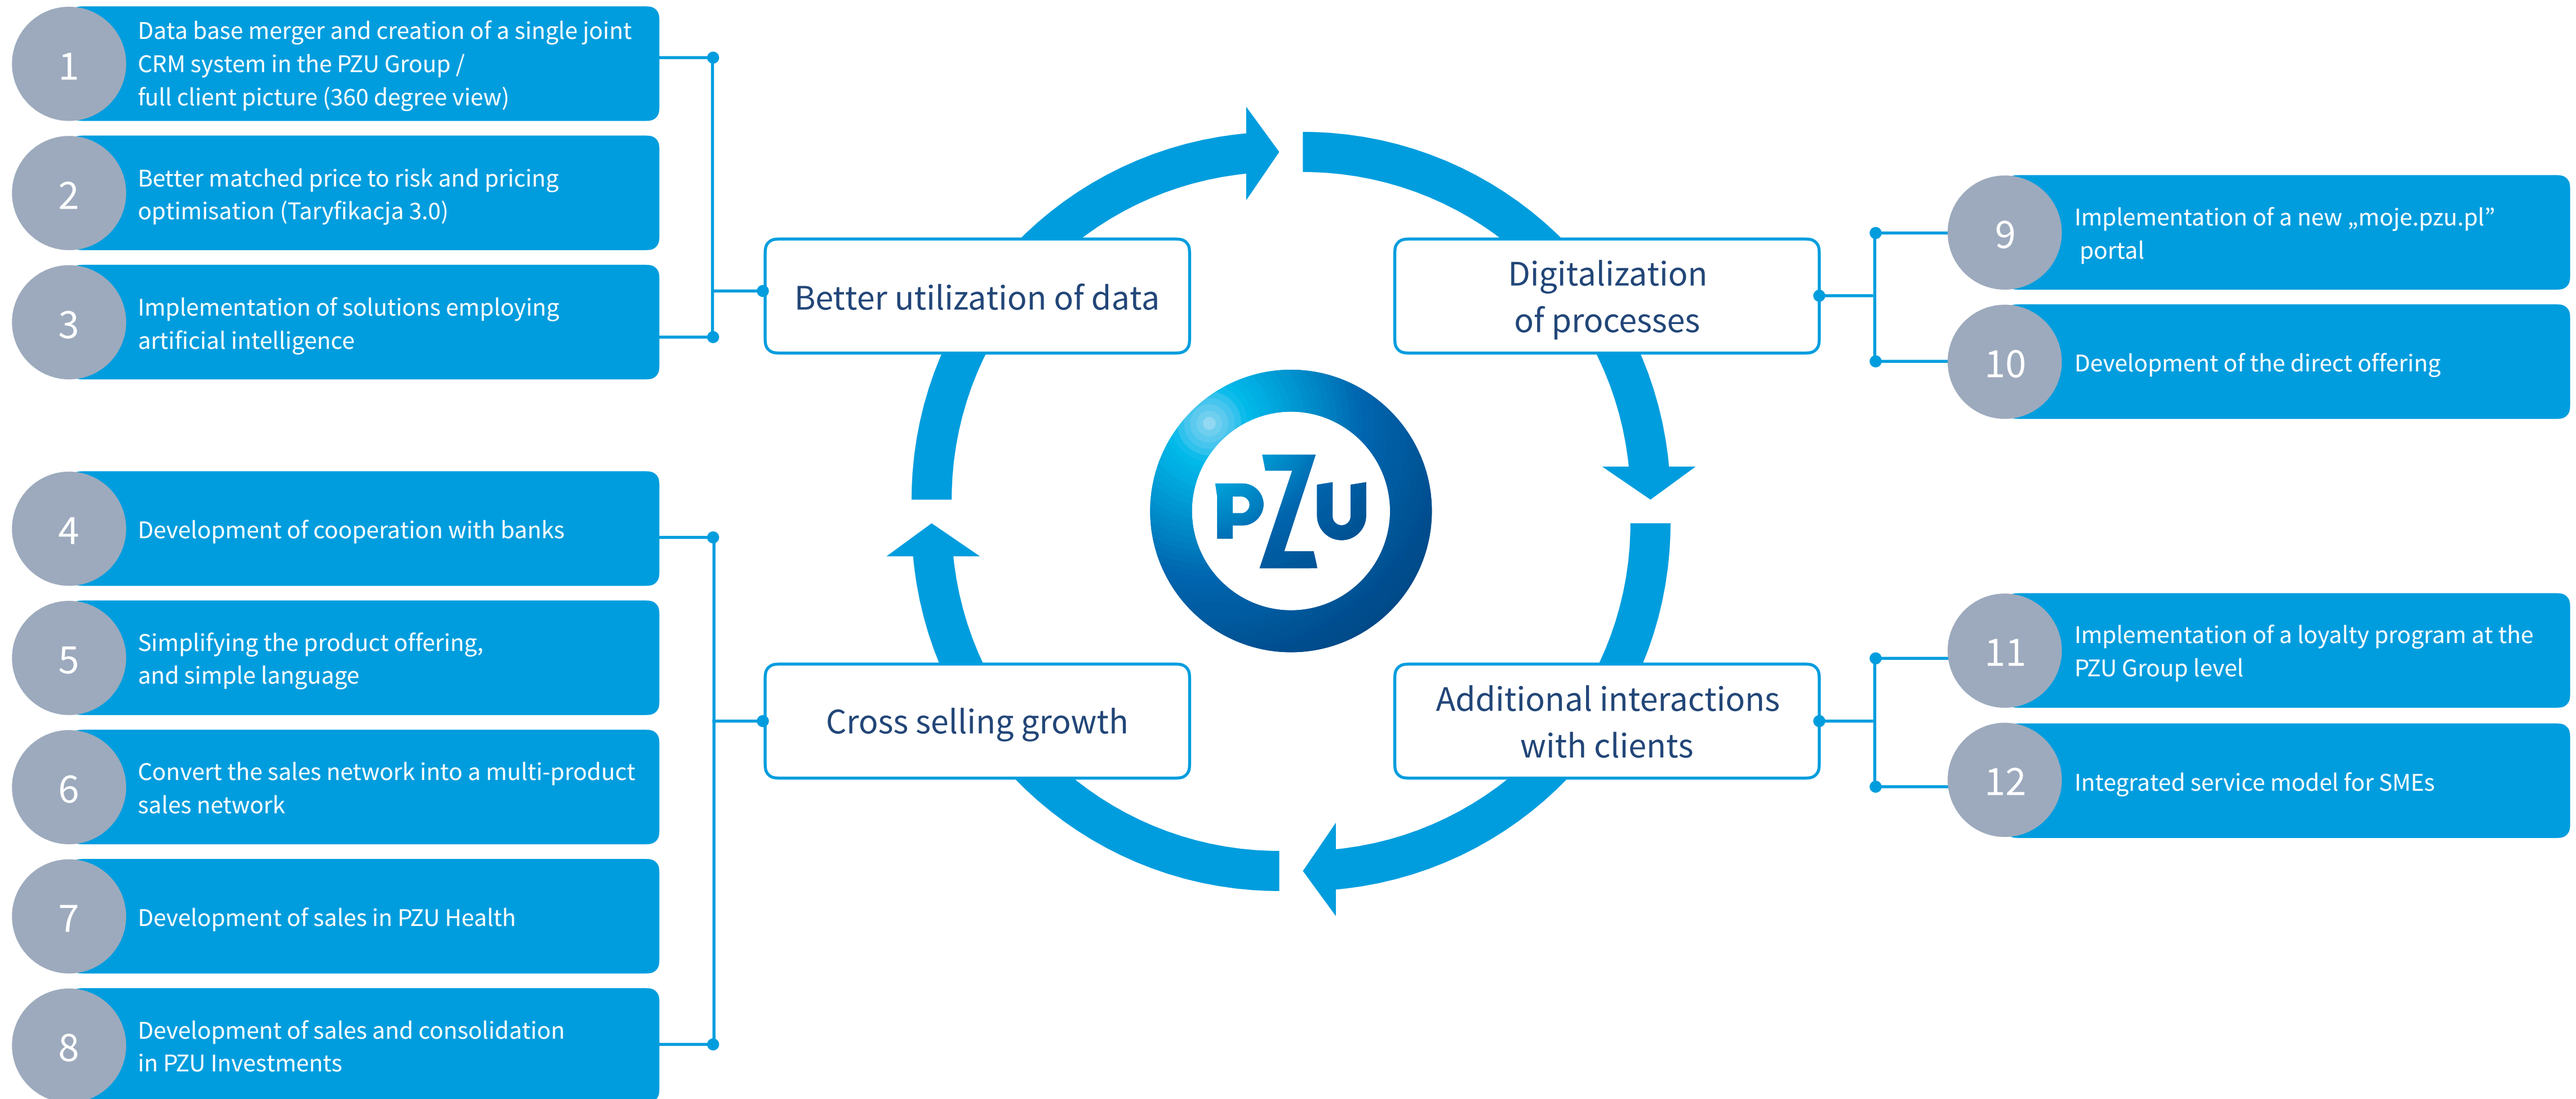 1
Data base merger and creation of a single joint
CRM system in the PZU Group /
full client picture (360 degree view)
2
Better matched price to risk and pricing
optimisation (Taryfikacja 3.0)
3
Implementation of solutions employing
artificial intelligence
Better utilization of data
4
Development of cooperation with banks
5
Simplifying the product offering,
and simple language
6
Convert the sales network into a multi-product
sales network
7
Development of sales in PZU Health
8
Development of sales and consolidation
in PZU Investments
Cross selling growth
PZU
Digitalization
of processes
9
Implementation of a new „moje.pzu.pl”
portal
10
Development of the direct offering
Additional interactions
with clients
11
Implementation of a loyalty program at the
PZU Group level
12
Integrated service model for SMEs